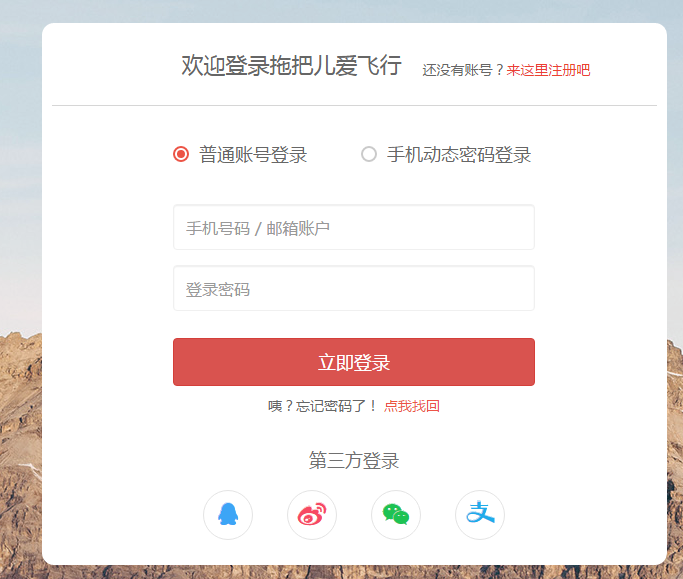 欢迎登录拖把儿爱飞行 还没有账号？来这里注册吧
普通账号登录 手机动态密码登录
手机号码 / 邮箱账户
登录密码
立即登录
咦？忘记密码了！ 点我找回
第三方登录
支